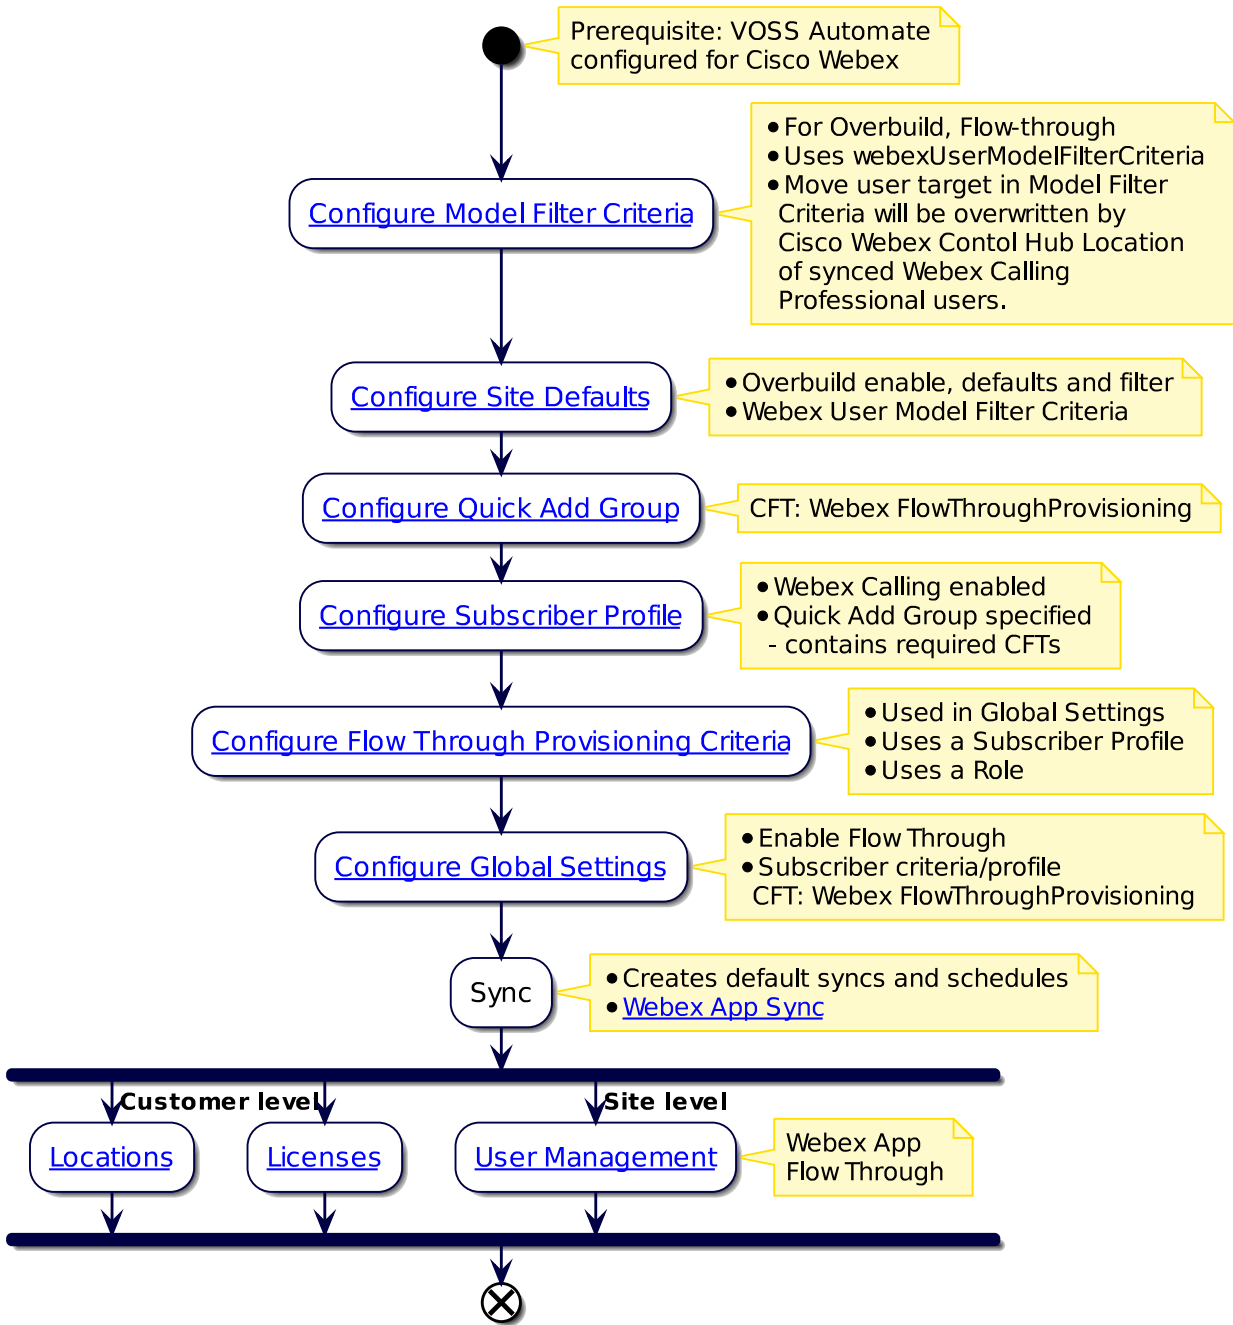 Prerequisite: VOSS Automate
configured for Cisco Webex
• For Overbuild, Flow-through
• Uses webexUserModelFilterCriteria
• Move user target in Model Filter
Criteria will be overwritten by
Cisco Webex Contol Hub Location
of synced Webex Calling
Professional users.
Configure Model Filter Criteria
• Overbuild enable, defaults and filter
• Webex User Model Filter Criteria
Configure Site Defaults
Configure Quick Add Group
CFT: Webex FlowThroughProvisioning
• Webex Calling enabled
• Quick Add Group specified
- contains required CFTs
Configure Subscriber Profile
• Used in Global Settings
• Uses a Subscriber Profile
• Uses a Role
Configure Flow Through Provisioning Criteria
• Enable Flow Through
• Subscriber criteria/profile
CFT: Webex FlowThroughProvisioning
Configure Global Settings
Sync
• Creates default syncs and schedules
• Webex App Sync
Customer level
Site level
Locations
Licenses
User Management
Webex App
Flow Through